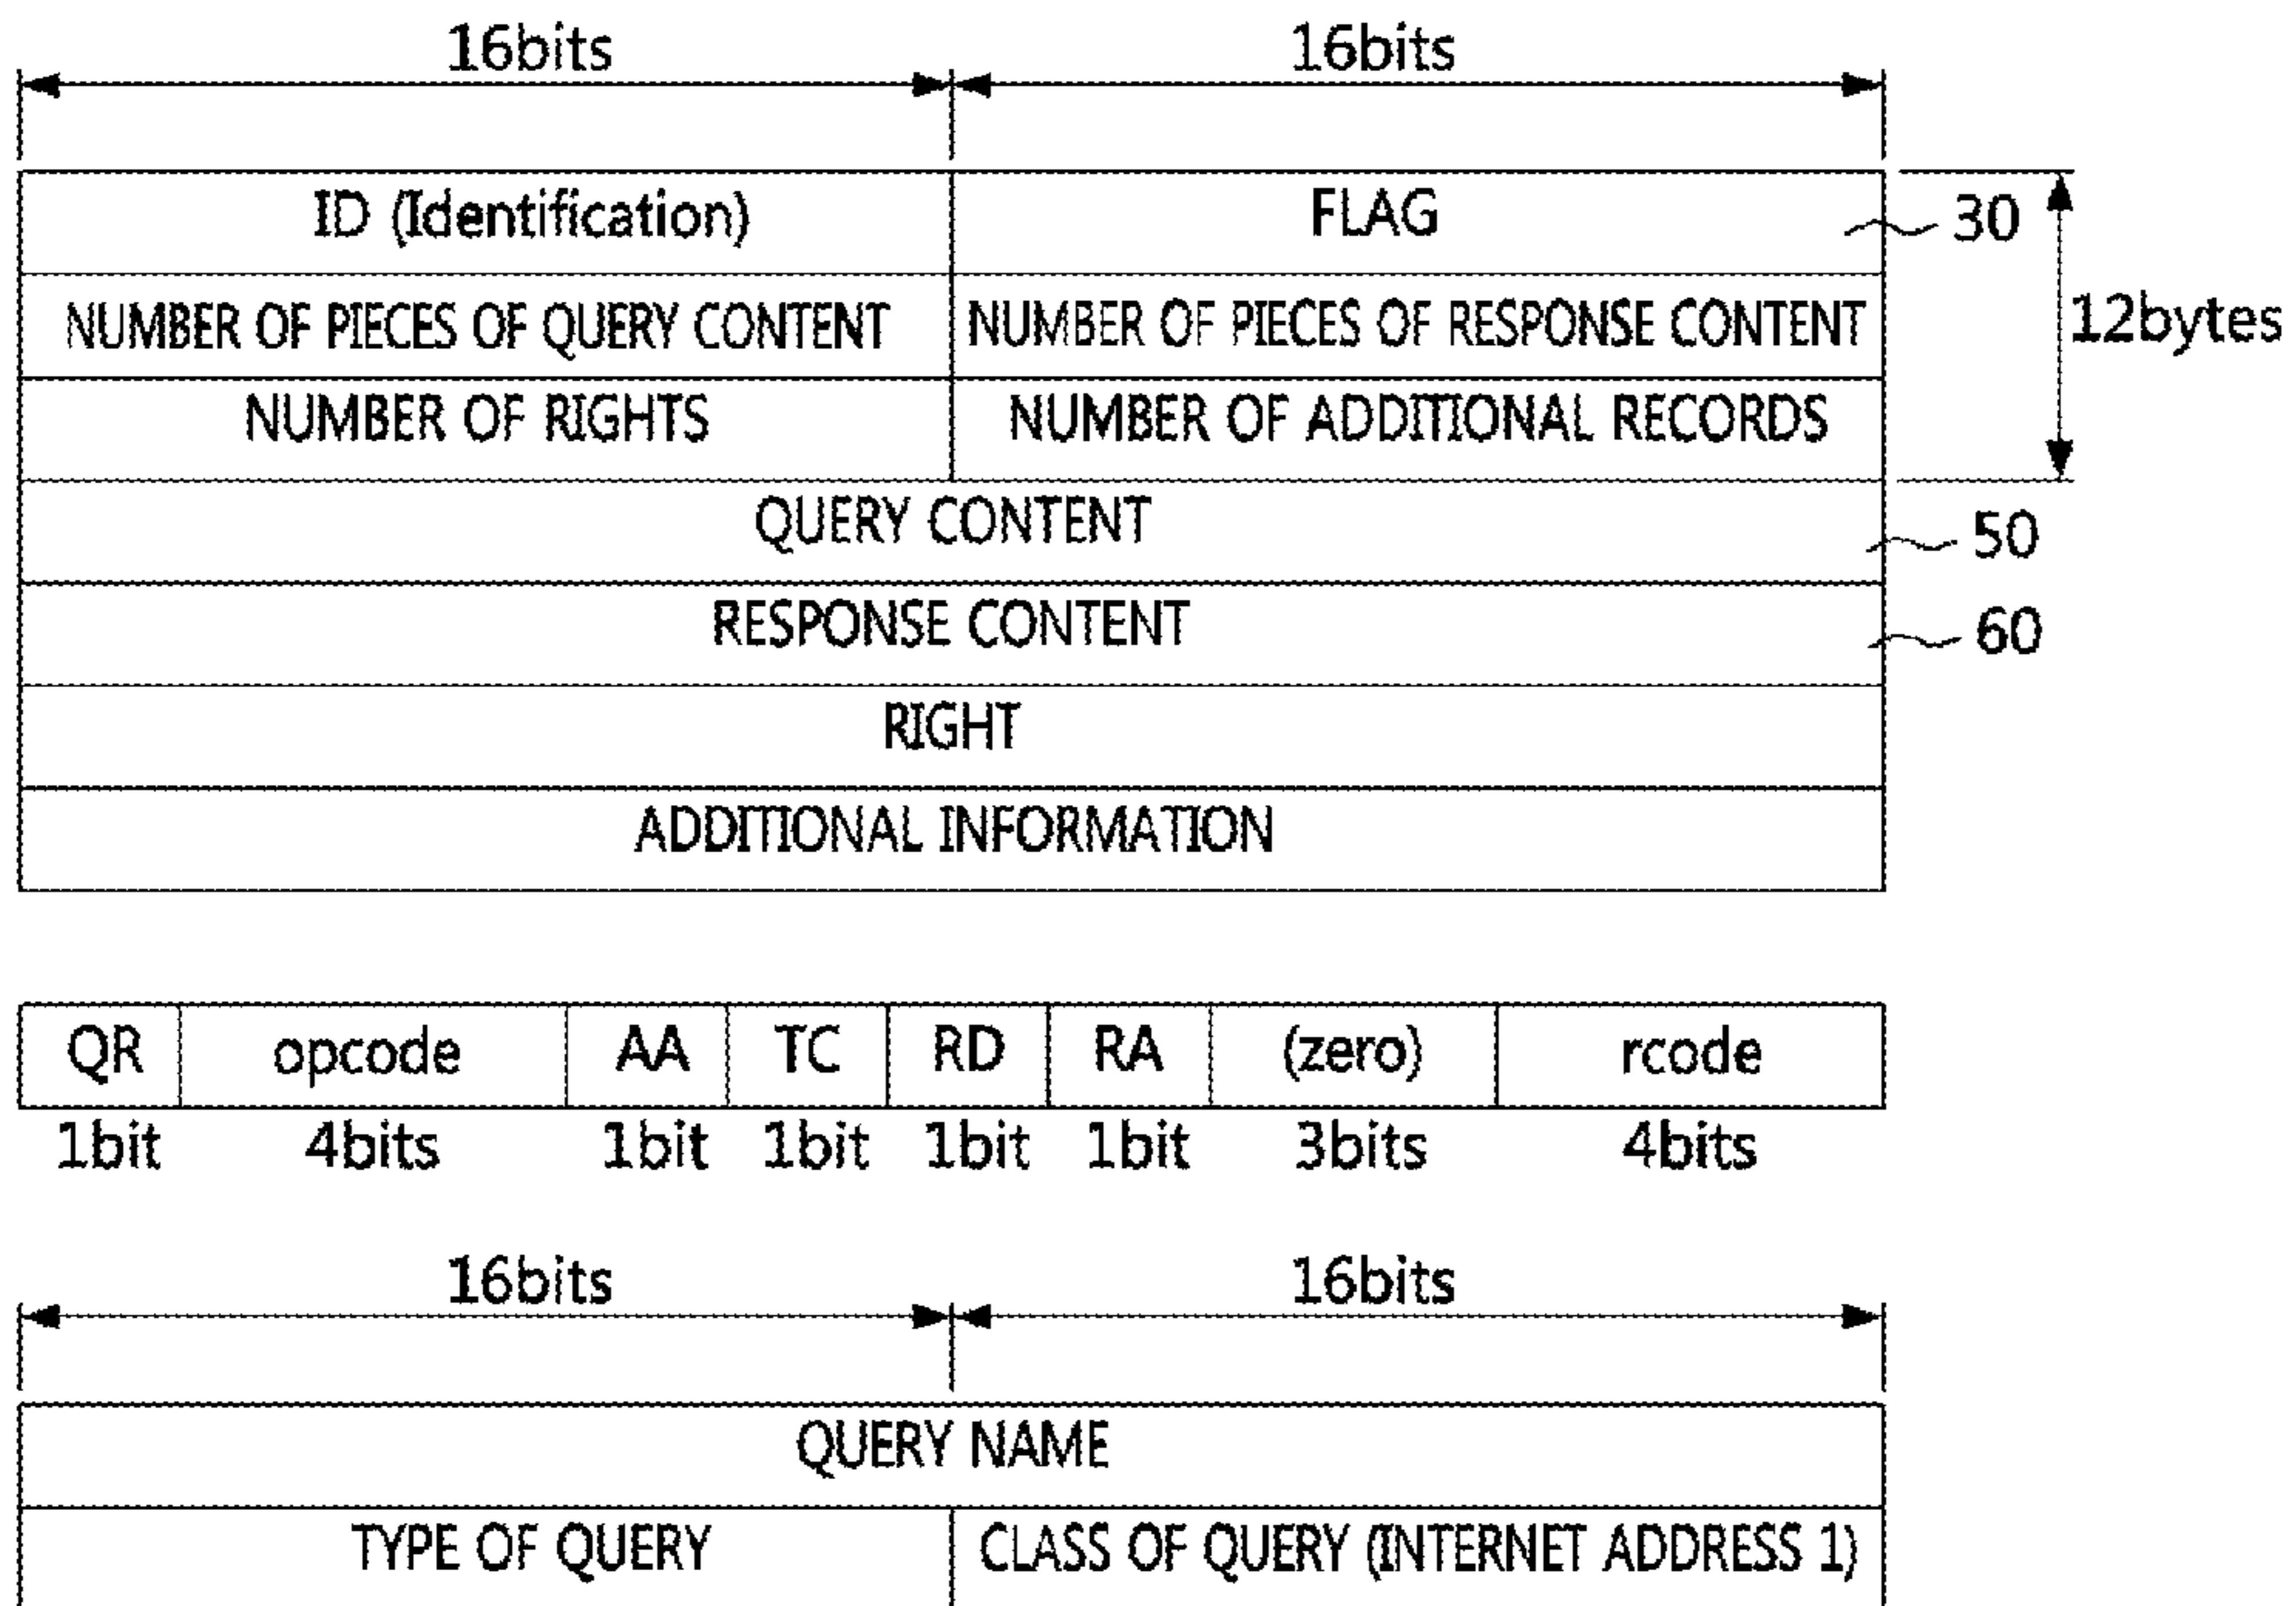 16bits 16bits
ID (Identification) FLAG 30
NUMBER OF PIECES OF QUERY CONTENT NUMBER OF PIECES OF RESPONSE CONTENT 12bytes
NUMBER OF RIGHTS NUMBER OF ADDITIONAL RECORDS
QUERY CONTENT 50
RESPONSE CONTENT 60
RIGHT
ADDITIONAL INFORMATION
QR opcode AA TC RD RA (zero) rcode
1bit 4bits 1bit 1bit 1bit 1bit 3bits 4bits
16bits 16bits
QUERY NAME
TYPE OF QUERY CLASS OF QUERY (INTERNET ADDRESS 1)